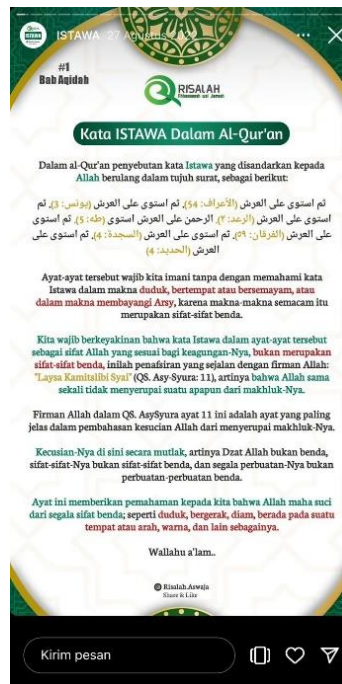 ISTAWA 27 Agustus 2022
#1
Bab Aqidah
RISALAH
Kata ISTAWA Dalam Al-Qur'an
Dalam al-Qur'an penyebutan kata Istawa yang disandarkan kepada
Allah berulang dalam tujuh surat, sebagai berikut:
ثم استوى على العرش (الأعراف: 54)، ثم استوى على العرش (يونس: 3)، ثم
استوى على العرش (الرعد: 2)، الرحمن على العرش استوى (طه: 5)، ثم استوى
على العرش (الفرقان: 59)، ثم استوى على العرش (السجدة: 4)، ثم استوى على
العرش (الحديد: 4)
Ayat-ayat tersebut wajib kita imani tanpa dengan memahami kata
Istawa dalam makna duduk, bertempat atau bersemayam, atau
dalam makna membayangi Arsy, karena makna-makna semacam itu
merupakan sifat-sifat benda.
Kita wajib berkeyakinan bahwa kata Istawa dalam ayat-ayat tersebut
sebagai sifat Allah yang sesuai bagi keagungan-Nya, bukan merupakan
sifat-sifat benda, inilah penafsiran yang sejalan dengan firman Allah:
"Laysa Kamitslihi Syai" (QS. Asy-Syura: 11), artinya bahwa Allah sama
sekali tidak menyerupai suatu apapun dari makhluk-Nya.
Firman Allah dalam QS. AsySyura ayat 11 ini adalah ayat yang paling
jelas dalam pembahasan kesucian Allah dari menyerupai makhluk-Nya.
Kecusian-Nya di sini secara mutlak, artinya Dzat Allah bukan benda,
sifat-sifat-Nya bukan sifat-sifat benda, dan segala perbuatan-Nya bukan
perbuatan-perbuatan benda.
Ayat ini memberikan pemahaman kepada kita bahwa Allah maha suci
dari segala sifat benda; seperti duduk, bergerak, diam, berada pada suatu
tempat atau arah, warna, dan lain sebagainya.
Wallahu a'lam..
Risalah.Aswaja
Share & Like
Kirim pesan